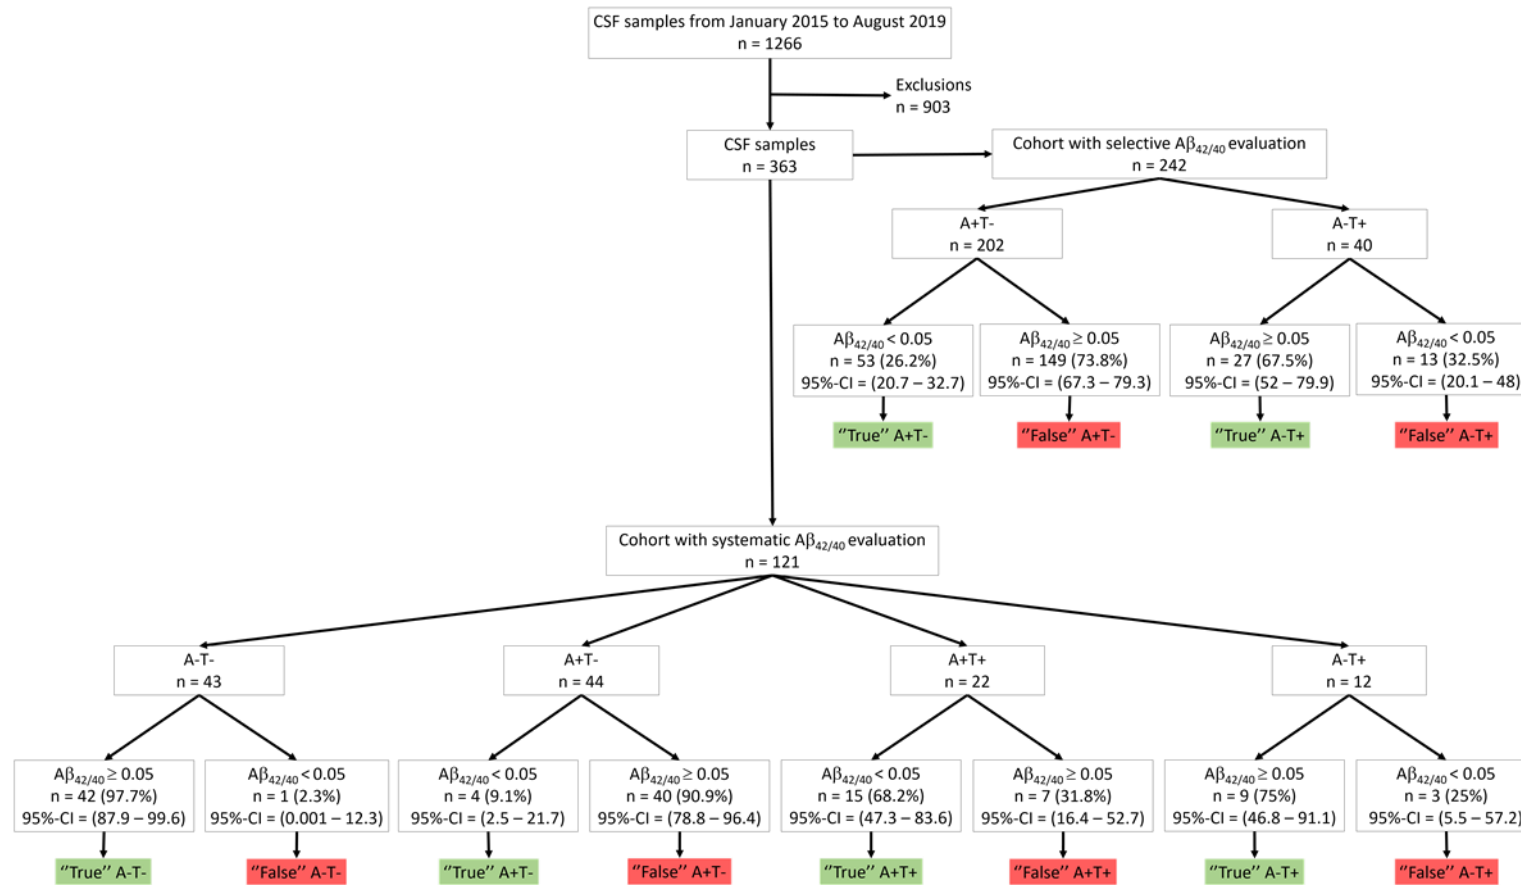 CSF samples from January 2015 to August 2019
n = 1266
Exclusions
n = 903
CSF samples
n = 363
Cohort with selective Aβ42/40 evaluation
n = 242
A+T-
n = 202
A-T+
n = 40
Aβ42/40 < 0.05
n = 53 (26.2%)
95%-CI = (20.7 – 32.7)
"True" A+T-
Aβ42/40 ≥ 0.05
n = 149 (73.8%)
95%-CI = (67.3 – 79.3)
"False" A+T-
Aβ42/40 ≥ 0.05
n = 27 (67.5%)
95%-CI = (52 – 79.9)
"True" A-T+
Aβ42/40 < 0.05
n = 13 (32.5%)
95%-CI = (20.1 – 48)
"False" A-T+
Cohort with systematic Aβ42/40 evaluation
n = 121
A-T-
n = 43
A+T-
n = 44
A+T+
n = 22
A-T+
n = 12
Aβ42/40 ≥ 0.05
n = 42 (97.7%)
95%-CI = (87.9 – 99.6)
"True" A-T-
Aβ42/40 < 0.05
n = 1 (2.3%)
95%-CI = (0.001 – 12.3)
"False" A-T-
Aβ42/40 < 0.05
n = 4 (9.1%)
95%-CI = (2.5 – 21.7)
"True" A+T-
Aβ42/40 ≥ 0.05
n = 40 (90.9%)
95%-CI = (78.8 – 96.4)
"False" A+T-
Aβ42/40 < 0.05
n = 15 (68.2%)
95%-CI = (47.3 – 83.6)
"True" A+T+
Aβ42/40 ≥ 0.05
n = 7 (31.8%)
95%-CI = (16.4 – 52.7)
"False" A+T+
Aβ42/40 ≥ 0.05
n = 9 (75%)
95%-CI = (46.8 – 91.1)
"True" A-T+
Aβ42/40 < 0.05
n = 3 (25%)
95%-CI = (5.5 – 57.2)
"False" A-T+